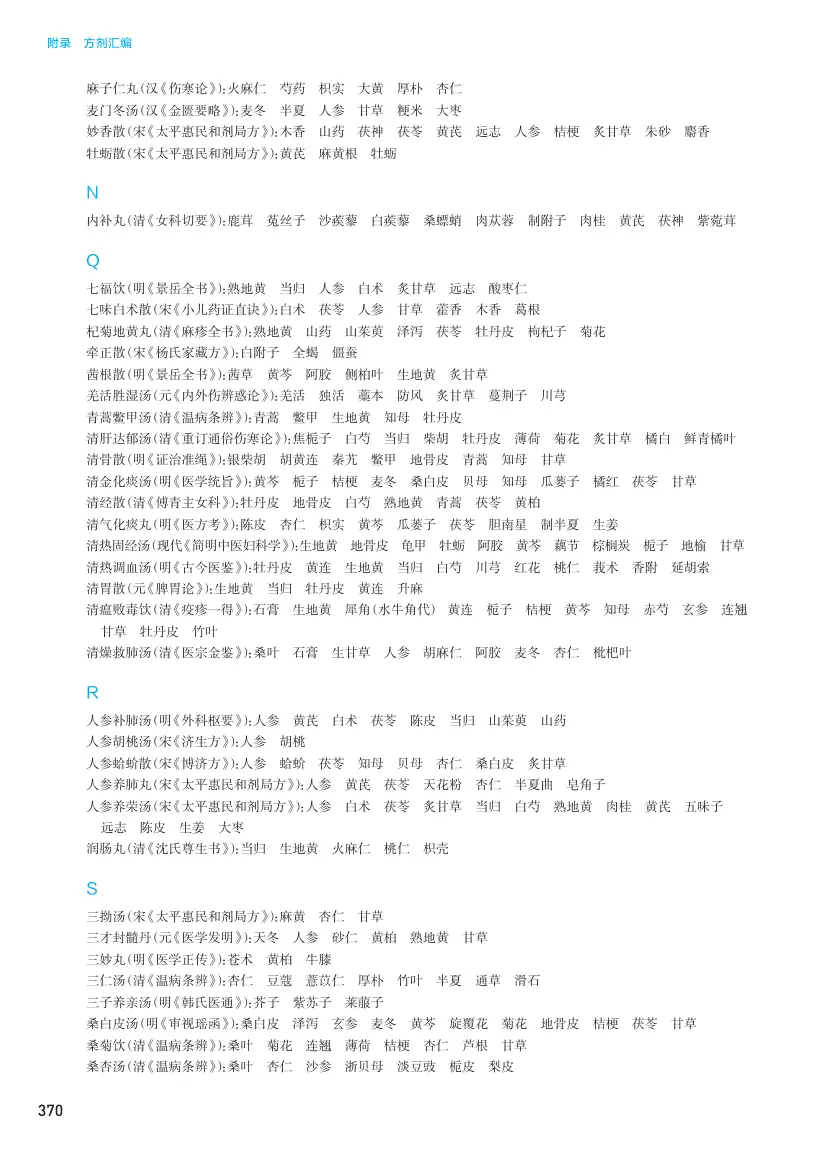 附录　方剂汇编
麻子仁丸（汉《伤寒论》）：火麻仁　芍药　枳实　大黄　厚朴　杏仁
麦门冬汤（汉《金匮要略》）：麦冬　半夏　人参　甘草　粳米　大枣
妙香散（宋《太平惠民和剂局方》）：木香　山药　茯神　茯苓　黄芪　远志　人参　桔梗　炙甘草　朱砂　麝香
牡蛎散（宋《太平惠民和剂局方》）：黄芪　麻黄根　牡蛎
N
内补丸（清《女科切要》）：鹿茸　菟丝子　沙蒺藜　白蒺藜　桑螵蛸　肉苁蓉　制附子　肉桂　黄芪　茯神　紫菀茸
Q
七福饮（明《景岳全书》）：熟地黄　当归　人参　白术　炙甘草　远志　酸枣仁
七味白术散（宋《小儿药证直诀》）：白术　茯苓　人参　甘草　藿香　木香　葛根
杞菊地黄丸（清《麻疹全书》）：熟地黄　山药　山茱萸　泽泻　茯苓　牡丹皮　枸杞子　菊花
牵正散（宋《杨氏家藏方》）：白附子　全蝎　僵蚕
茜根散（明《景岳全书》）：茜草　黄芩　阿胶　侧柏叶　生地黄　炙甘草
羌活胜湿汤（元《内外伤辨惑论》）：羌活　独活　藁本　防风　炙甘草　蔓荆子　川芎
青蒿鳖甲汤（清《温病条辨》）：青蒿　鳖甲　生地黄　知母　牡丹皮
清肝达郁汤（清《重订通俗伤寒论》）：焦栀子　白芍　当归　柴胡　牡丹皮　薄荷　菊花　炙甘草　橘白　鲜青橘叶
清骨散（明《证治准绳》）：银柴胡　胡黄连　秦艽　鳖甲　地骨皮　青蒿　知母　甘草
清金化痰汤（明《医学统旨》）：黄芩　栀子　桔梗　麦冬　桑白皮　贝母　知母　瓜蒌子　橘红　茯苓　甘草
清经散（清《傅青主女科》）：牡丹皮　地骨皮　白芍　熟地黄　青蒿　茯苓　黄柏
清气化痰丸（明《医方考》）：陈皮　杏仁　枳实　黄芩　瓜蒌子　茯苓　胆南星　制半夏　生姜
清热固经汤（现代《简明中医妇科学》）：生地黄　地骨皮　龟甲　牡蛎　阿胶　黄芩　藕节　棕榈炭　栀子　地榆　甘草
清热调血汤（明《古今医鉴》）：牡丹皮　黄连　生地黄　当归　白芍　川芎　红花　桃仁　莪术　香附　延胡索
清胃散（元《脾胃论》）：生地黄　当归　牡丹皮　黄连　升麻
清瘟败毒饮（清《疫疹一得》）：石膏　生地黄　犀角（水牛角代）　黄连　栀子　桔梗　黄芩　知母　赤芍　玄参　连翘
甘草　牡丹皮　竹叶
清燥救肺汤（清《医宗金鉴》）：桑叶　石膏　生甘草　人参　胡麻仁　阿胶　麦冬　杏仁　枇杷叶
R
人参补肺汤（明《外科枢要》）：人参　黄芪　白术　茯苓　陈皮　当归　山茱萸　山药
人参胡桃汤（宋《济生方》）：人参　胡桃
人参蛤蚧散（宋《博济方》）：人参　蛤蚧　茯苓　知母　贝母　杏仁　桑白皮　炙甘草
人参养肺丸（宋《太平惠民和剂局方》）：人参　黄芪　茯苓　天花粉　杏仁　半夏曲　皂角子
人参养荣汤（宋《太平惠民和剂局方》）：人参　白术　茯苓　炙甘草　当归　白芍　熟地黄　肉桂　黄芪　五味子
远志　陈皮　生姜　大枣
润肠丸（清《沈氏尊生书》）：当归　生地黄　火麻仁　桃仁　枳壳
S
三拗汤（宋《太平惠民和剂局方》）：麻黄　杏仁　甘草
三才封髓丹（元《医学发明》）：天冬　人参　砂仁　黄柏　熟地黄　甘草
三妙丸（明《医学正传》）：苍术　黄柏　牛膝
三仁汤（清《温病条辨》）：杏仁　豆蔻　薏苡仁　厚朴　竹叶　半夏　通草　滑石
三子养亲汤（明《韩氏医通》）：芥子　紫苏子　莱菔子
桑白皮汤（明《审视瑶函》）：桑白皮　泽泻　玄参　麦冬　黄芩　旋覆花　菊花　地骨皮　桔梗　茯苓　甘草
桑菊饮（清《温病条辨》）：桑叶　菊花　连翘　薄荷　桔梗　杏仁　芦根　甘草
桑杏汤（清《温病条辨》）：桑叶　杏仁　沙参　浙贝母　淡豆豉　栀皮　梨皮
370